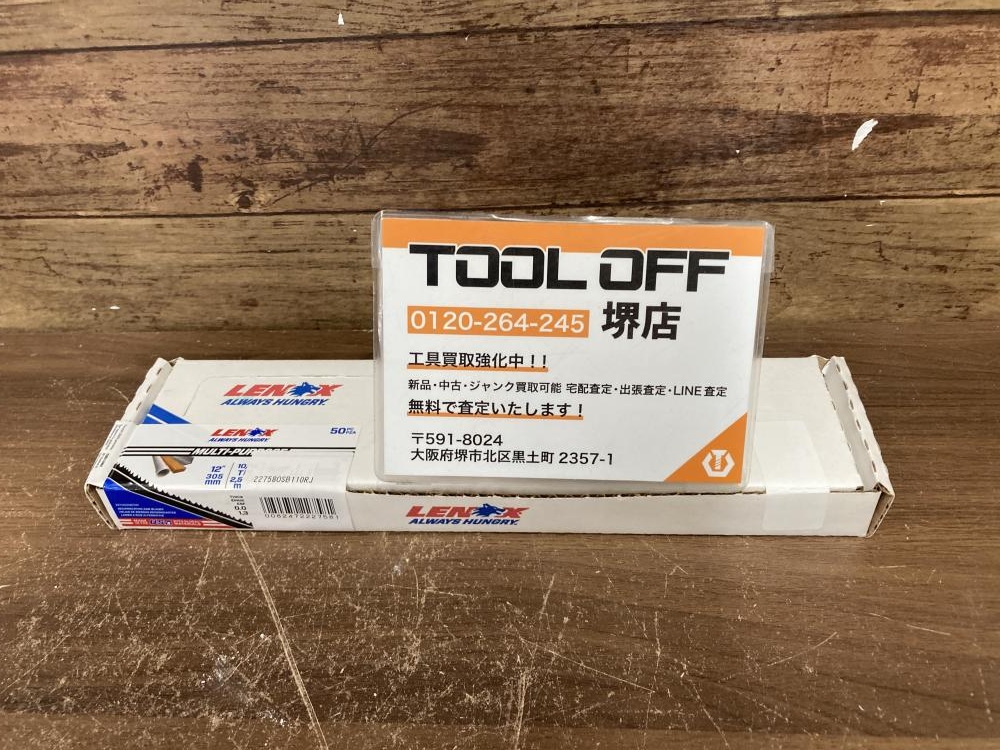 TOOL OFF
0120-264-245 堺店
工具買取強化中！！
新品・中古・ジャンク買取可能 宅配査定・出張査定・LINE査定
無料で査定いたします！
〒591-8024
大阪府堺市北区黒土町 2357-1
LENOX
ALWAYS HUNGRY.
LENOX
ALWAYS HUNGRY.
50
12"
305
mm
10/
2.5
22758OSB110RJ
0.0
1.3
LENOX
ALWAYS HUNGRY.